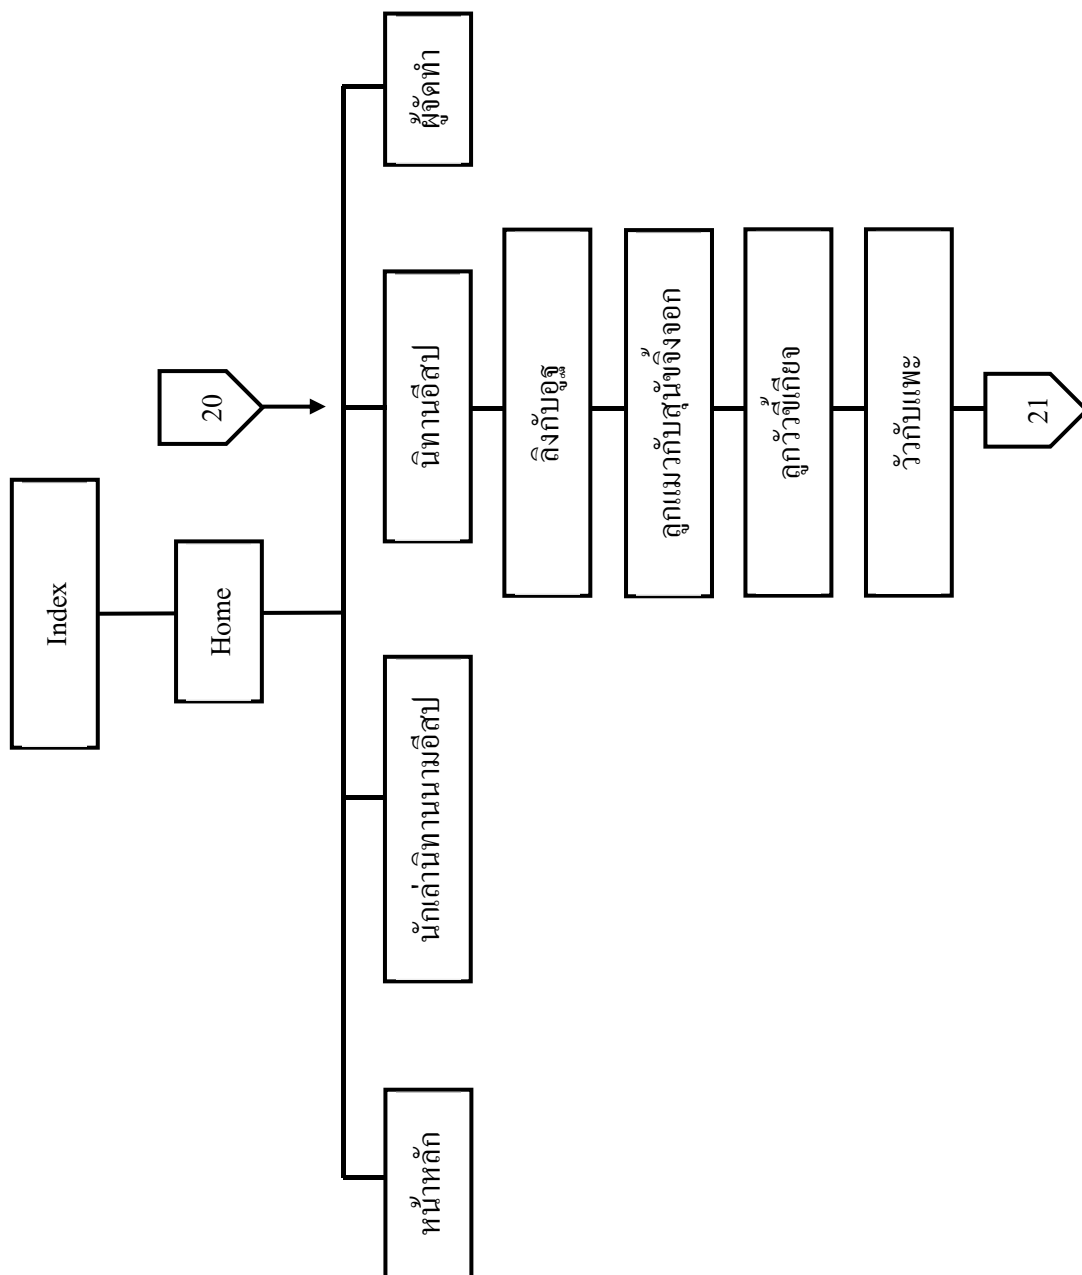 Index
Home
20
หน้าหลัก
นักเล่านิทานนามอีสป
นิทานอีสป
ผู้จัดทำ
ลิงกับอูฐ
ลูกแมวกับสุนัขจิ้งจอก
ลูกวัวขี้เกียจ
วัวกับแพะ
21